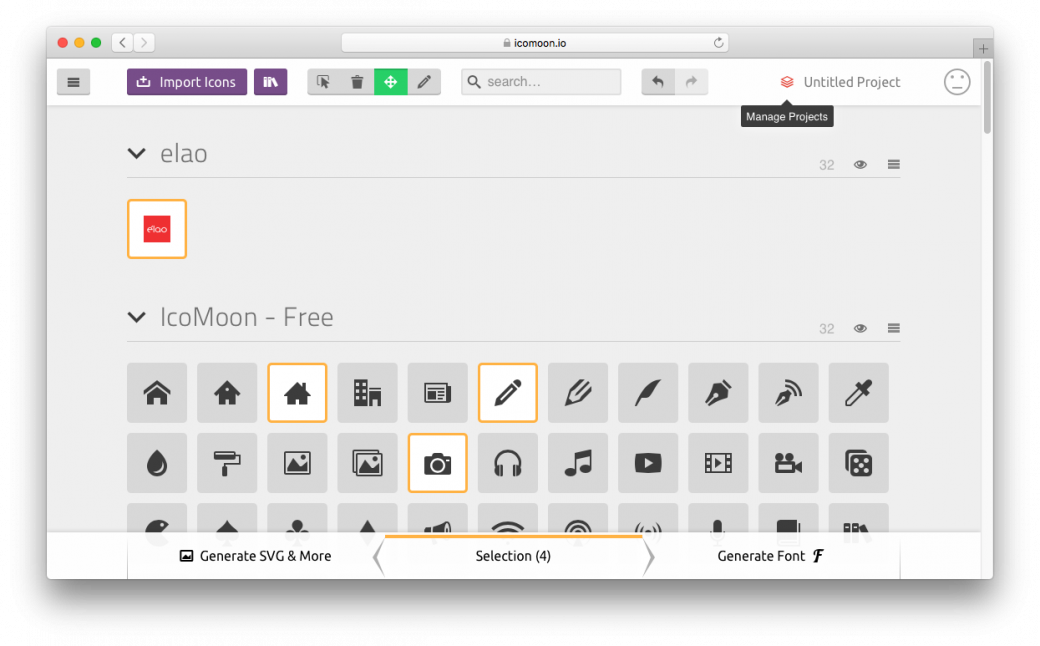 icomoon.io
Import Icons
search...
Untitled Project
Manage Projects
elao
32
elao
IcoMoon - Free
32
Generate SVG & More
Selection (4)
Generate Font